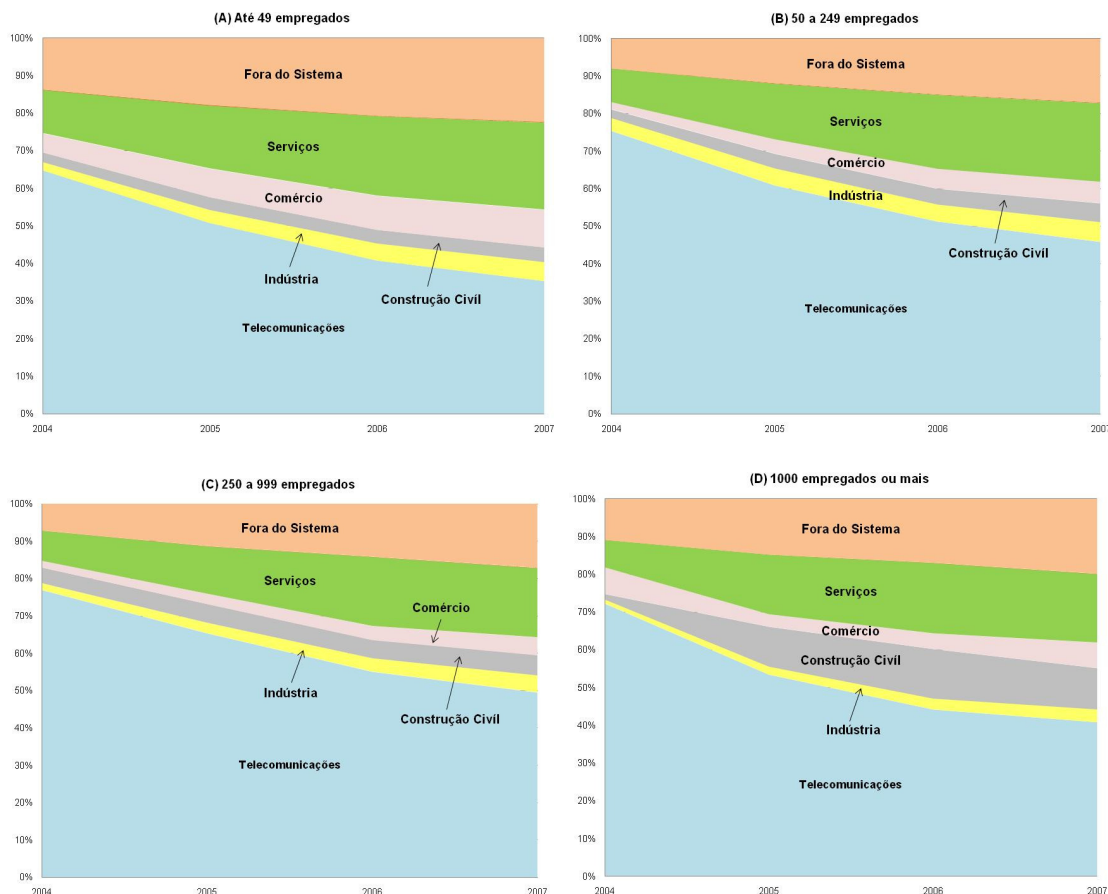 (A) Até 49 empregados
100%
90%
80%
70%
60%
50%
40%
30%
20%
10%
0%
Fora do Sistema
Serviços
Comércio
Indústria
Construção Civíl
Telecomunicações
2004 2005 2006 2007
(B) 50 a 249 empregados
100%
90%
80%
70%
60%
50%
40%
30%
20%
10%
0%
Fora do Sistema
Serviços
Comércio
Indústria
Construção Civíl
Telecomunicações
2004 2005 2006 2007
(C) 250 a 999 empregados
100%
90%
80%
70%
60%
50%
40%
30%
20%
10%
0%
Fora do Sistema
Serviços
Comércio
Indústria
Construção Civíl
Telecomunicações
2004 2005 2006 2007
(D) 1000 empregados ou mais
100%
90%
80%
70%
60%
50%
40%
30%
20%
10%
0%
Fora do Sistema
Serviços
Comércio
Construção Civíl
Indústria
Telecomunicações
2004 2005 2006 2007